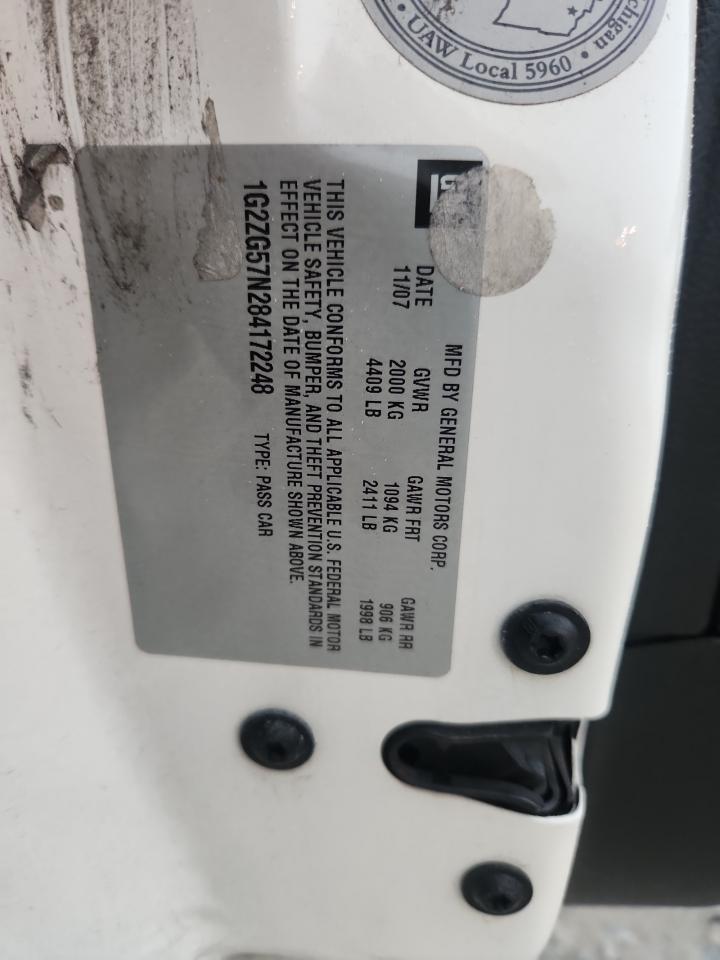 Michigan
• UAW Local 5960 •
MFD BY GENERAL MOTORS CORP.
DATE GVWR GAWR FRT GAWR RR
11/07 2000 KG 1094 KG 906 KG
4409 LB 2411 LB 1998 LB
THIS VEHICLE CONFORMS TO ALL APPLICABLE U.S. FEDERAL MOTOR
VEHICLE SAFETY, BUMPER, AND THEFT PREVENTION STANDARDS IN
EFFECT ON THE DATE OF MANUFACTURE SHOWN ABOVE.
1G2ZG57N284172248 TYPE: PASS CAR